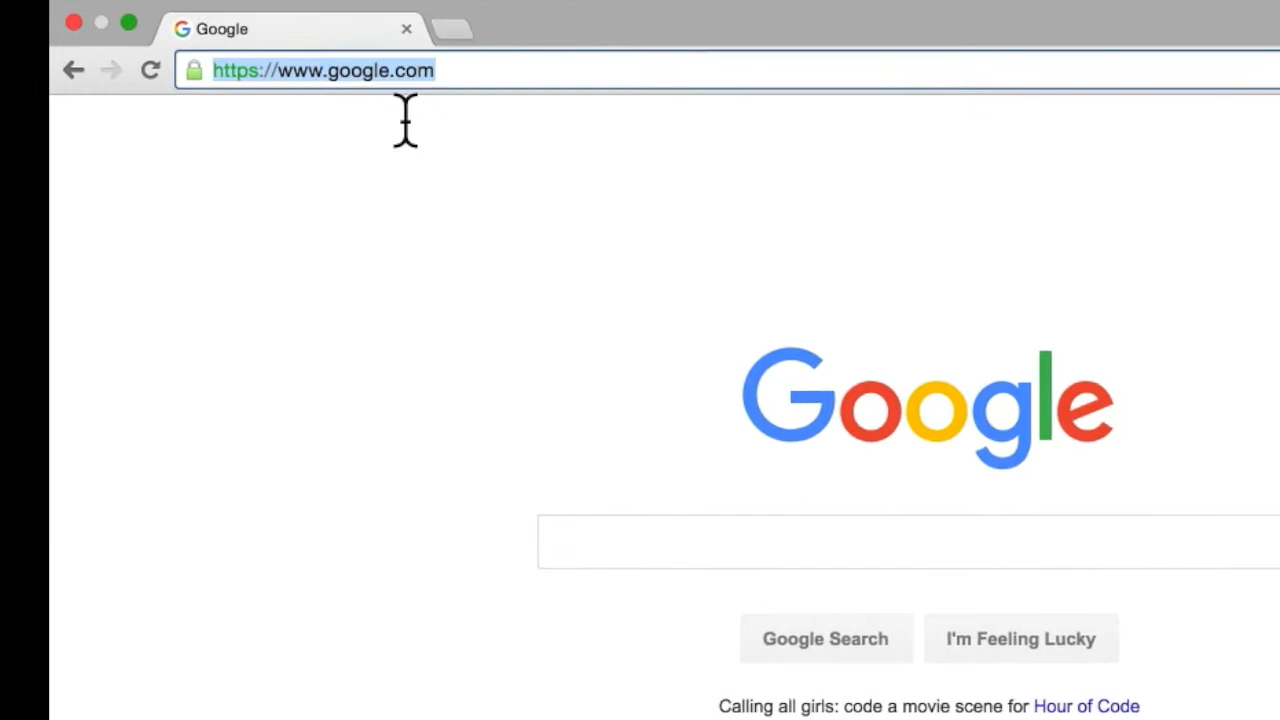 Google
https://www.google.com
Google
Google Search
I'm Feeling Lucky
Calling all girls: code a movie scene for Hour of Code